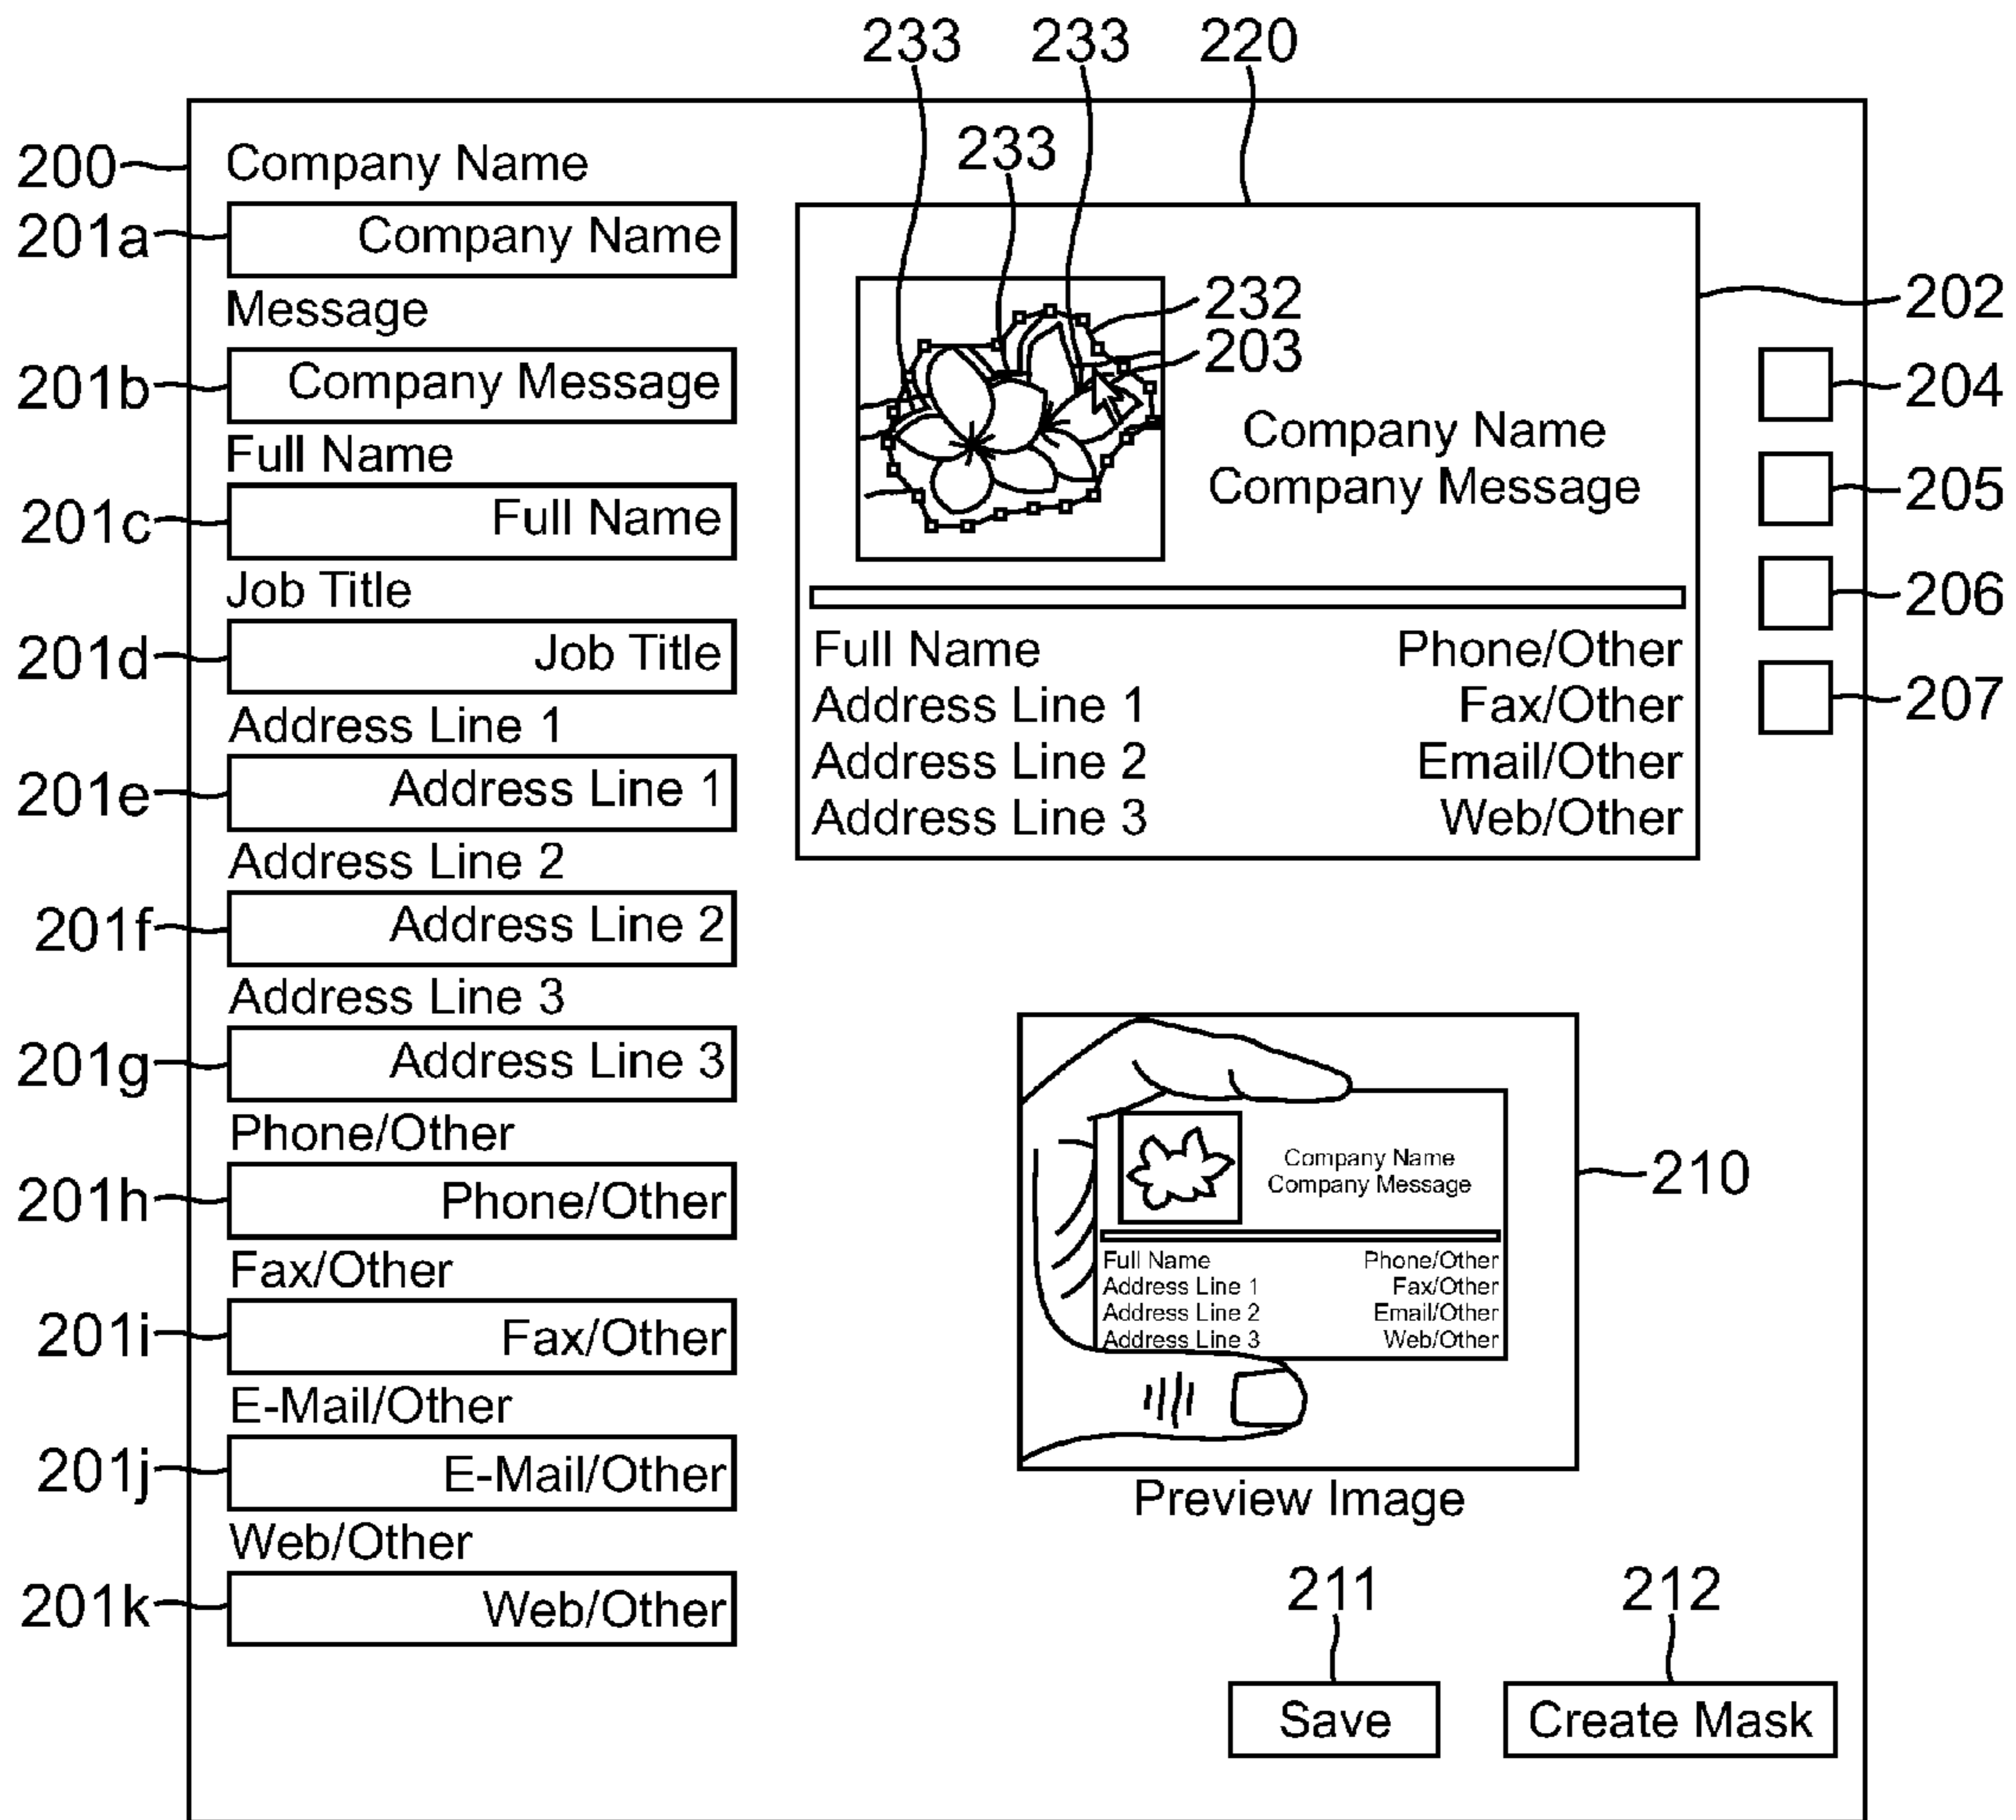 233 233 220
233
200 Company Name
201a Company Name
Message
201b Company Message
Full Name
201c Full Name
Job Title
201d Job Title
Address Line 1
201e Address Line 1
Address Line 2
201f Address Line 2
Address Line 3
201g Address Line 3
Phone/Other
201h Phone/Other
Fax/Other
201i Fax/Other
E-Mail/Other
201j E-Mail/Other
Web/Other
201k Web/Other
232
203
202
204
205
206
207
Company Name
Company Message
Full Name Phone/Other
Address Line 1 Fax/Other
Address Line 2 Email/Other
Address Line 3 Web/Other
Company Name
Company Message
Full Name Phone/Other
Address Line 1 Fax/Other
Address Line 2 Email/Other
Address Line 3 Web/Other
210
Preview Image
211 212
Save Create Mask